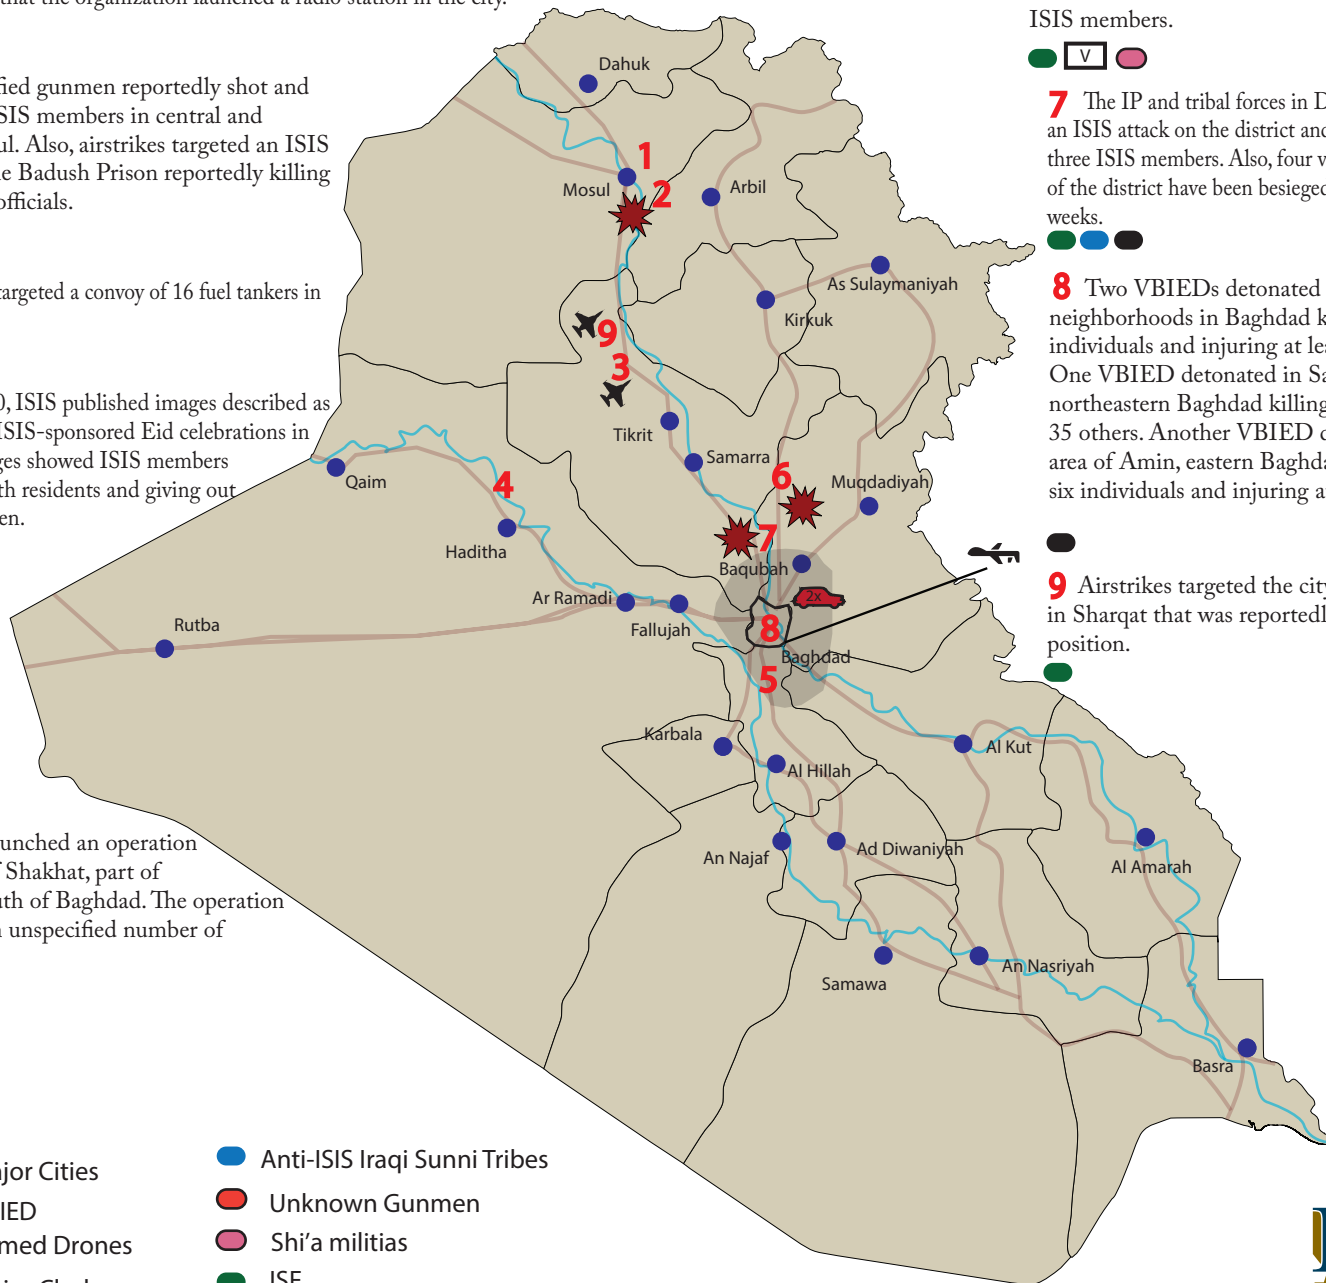 that the organization launched a radio station in the city.
fied gunmen reportedly shot and
SIS members in central and
ul. Also, airstrikes targeted an ISIS
e Badush Prison reportedly killing
officials.
targeted a convoy of 16 fuel tankers in
0, ISIS published images described as
ISIS-sponsored Eid celebrations in
ges showed ISIS members
th residents and giving out
en.
unched an operation
f Shakhat, part of
uth of Baghdad. The operation
n unspecified number of
Dahuk
1
Mosul
2
Arbil
As Sulaymaniyah
Kirkuk
9
3
Tikrit
Samarra
Qaim
4
6
Muqdadiyah
Haditha
7
Baqubah
Ar Ramadi
2x
Fallujah
8
Rutba
Baghdad
5
Karbala
Al Kut
Al Hillah
An Najaf
Ad Diwaniyah
Al Amarah
An Nasriyah
Samawa
Basra
ISIS members.
V
7 The IP and tribal forces in D
an ISIS attack on the district and
three ISIS members. Also, four v
of the district have been besieged
weeks.
8 Two VBIEDs detonated
neighborhoods in Baghdad k
individuals and injuring at lea
One VBIED detonated in Sa
northeastern Baghdad killing
35 others. Another VBIED d
area of Amin, eastern Baghda
six individuals and injuring a
9 Airstrikes targeted the city
in Sharqat that was reportedl
position.
jor Cities
IED
med Drones
Anti-ISIS Iraqi Sunni Tribes
Unknown Gunmen
Shi'a militias
ISF